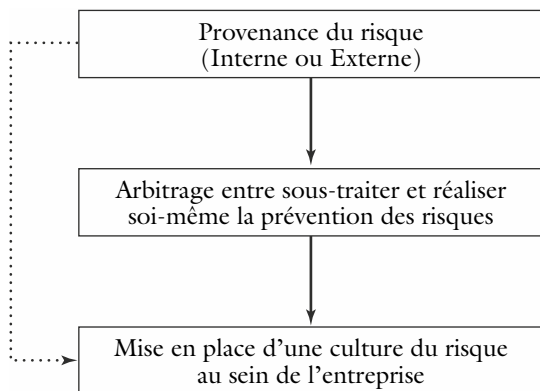 Provenance du risque
(Interne ou Externe)
Arbitrage entre sous-traiter et réaliser
soi-même la prévention des risques
Mise en place d’une culture du risque
au sein de l’entreprise